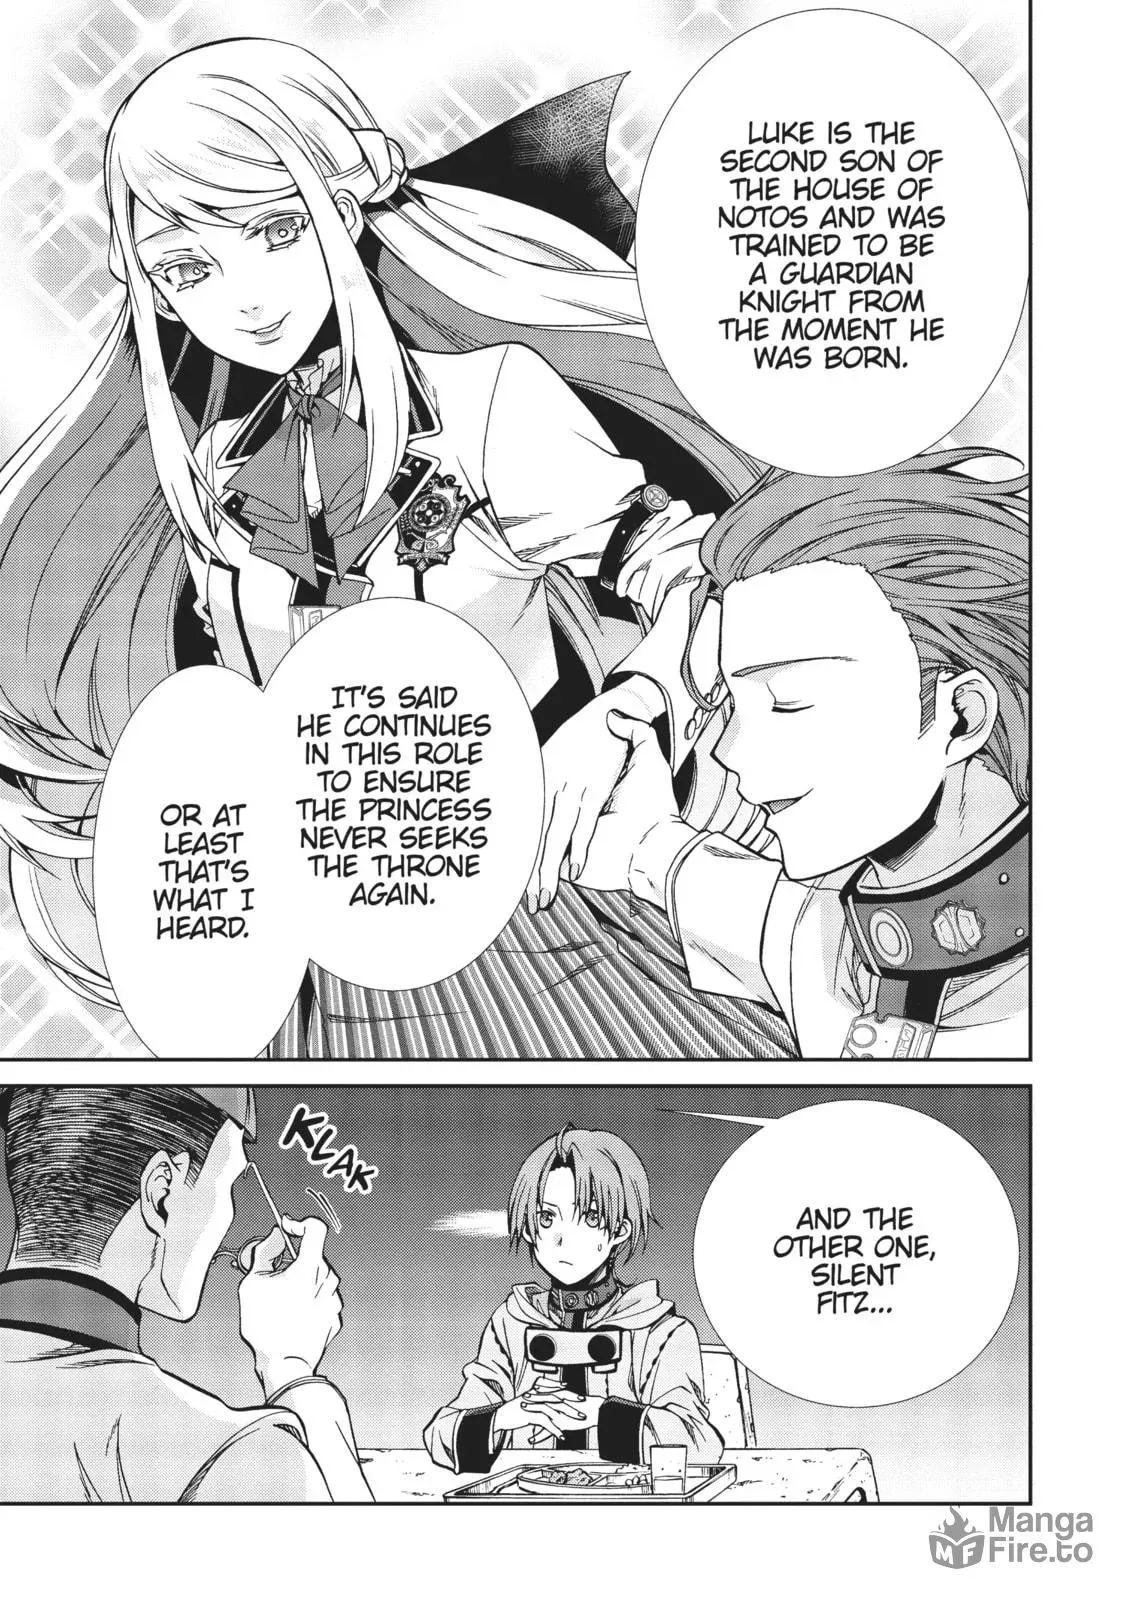 LUKE IS THE
SECOND SON OF
THE HOUSE OF
NOTOS AND WAS
TRAINED TO BE
A GUARDIAN
KNIGHT FROM
THE MOMENT HE
WAS BORN.
IT'S SAID
HE CONTINUES
IN THIS ROLE
TO ENSURE
THE PRINCESS
NEVER SEEKS
THE THRONE
AGAIN.
OR AT
LEAST
THAT'S
WHAT I
HEARD.
KLAK
AND THE
OTHER ONE,
SILENT
FITZ...
Manga
MF Fire.to